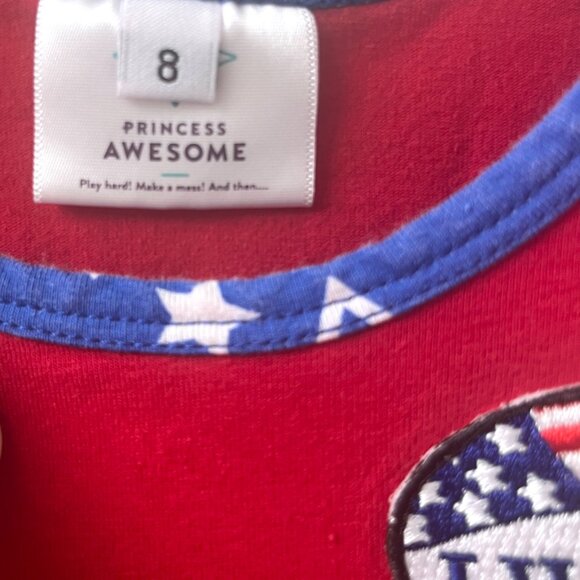 8
PRINCESS
AWESOME
Play hard! Make a mess! And then....